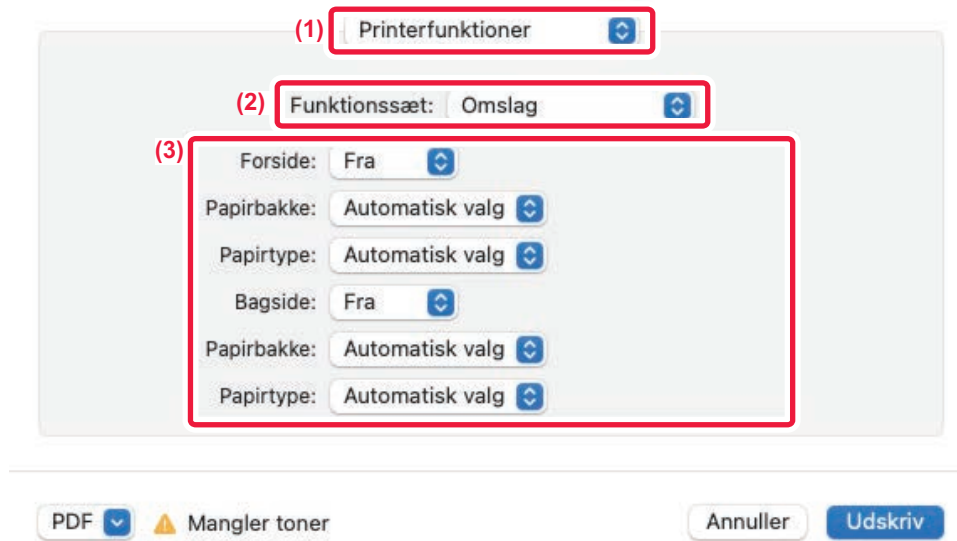 (1) Printerfunktioner
(2) Funktionssæt: Omslag
(3) Forside: Fra
Papirbakke: Automatisk valg
Papirtype: Automatisk valg
Bagside: Fra
Papirbakke: Automatisk valg
Papirtype: Automatisk valg
PDF Mangler toner Annuller Udskriv